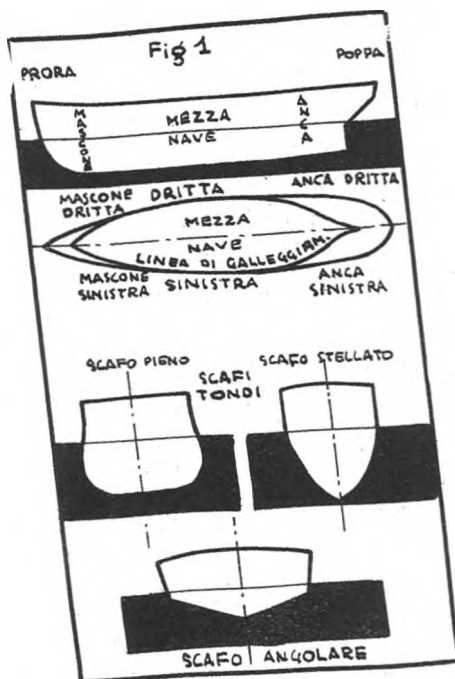 Fig 1
PRORA
POPPA
MASCONE
MEZZA
NAVE
ANCA
MASCONE DRITTA
DRITTA
ANCA DRITTA
MEZZA
NAVE
LINEA DI GALLEGGIAM.
MASCONE SINISTRA
SINISTRA
ANCA SINISTRA
SCAFO PIENO
SCAFI TONDI
SCAFO STELLATO
SCAFO ANGOLARE